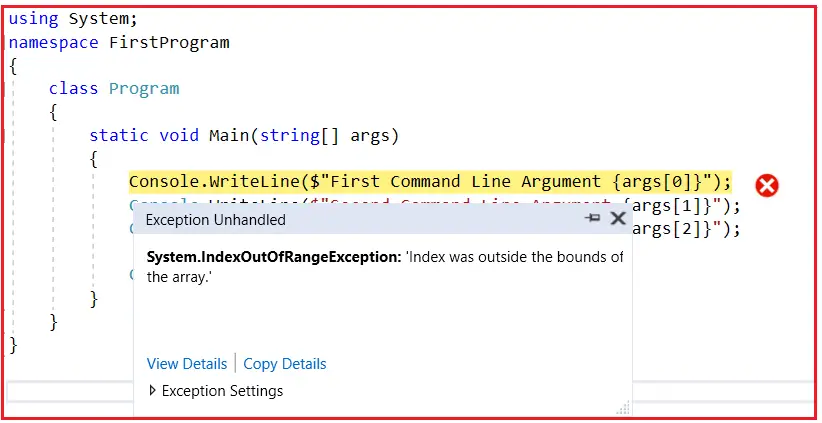 using System;
namespace FirstProgram
{
class Program
{
static void Main(string[] args)
{
Console.WriteLine($"First Command Line Argument {args[0]}");
Console.WriteLine($"Second Command Line Argument {args[1]}");
{args[2]}");
}
}
}
Exception Unhandled
System.IndexOutOfRangeException: 'Index was outside the bounds of
the array.'
View Details
Copy Details
Exception Settings